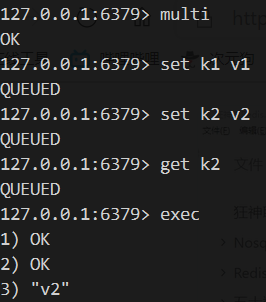 127.0.0.1:6379> multi
OK
127.0.0.1:6379> set k1 v1
QUEUED
127.0.0.1:6379> set k2 v2
QUEUED
127.0.0.1:6379> get k2
QUEUED
127.0.0.1:6379> exec
1) OK
2) OK
3) "v2"